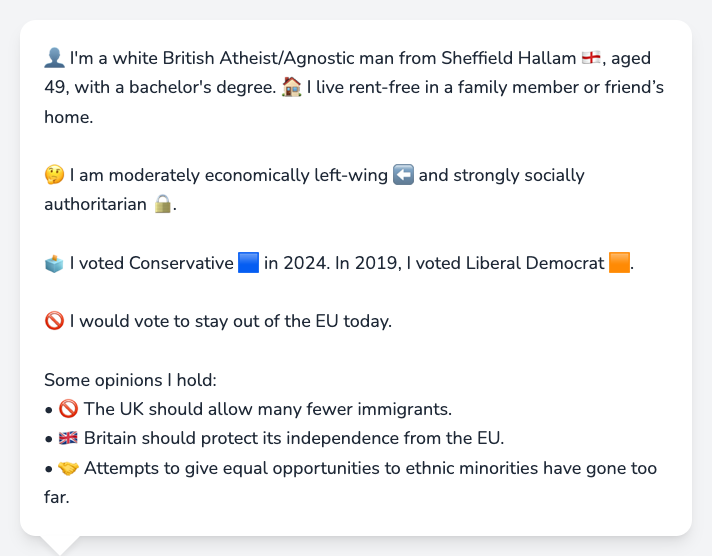 👤 I'm a white British Atheist/Agnostic man from Sheffield Hallam 🏴󠁧󠁢󠁥󠁮󠁧󠁿, aged
49, with a bachelor's degree. 🏠 I live rent-free in a family member or friend’s
home.
🤔 I am moderately economically left-wing ⬅️ and strongly socially
authoritarian 🔒.
🗳️ I voted Conservative 🟦 in 2024. In 2019, I voted Liberal Democrat 🟧.
🚫 I would vote to stay out of the EU today.
Some opinions I hold:
• 🚫 The UK should allow many fewer immigrants.
• 🇬🇧 Britain should protect its independence from the EU.
• 🤝 Attempts to give equal opportunities to ethnic minorities have gone too
far.